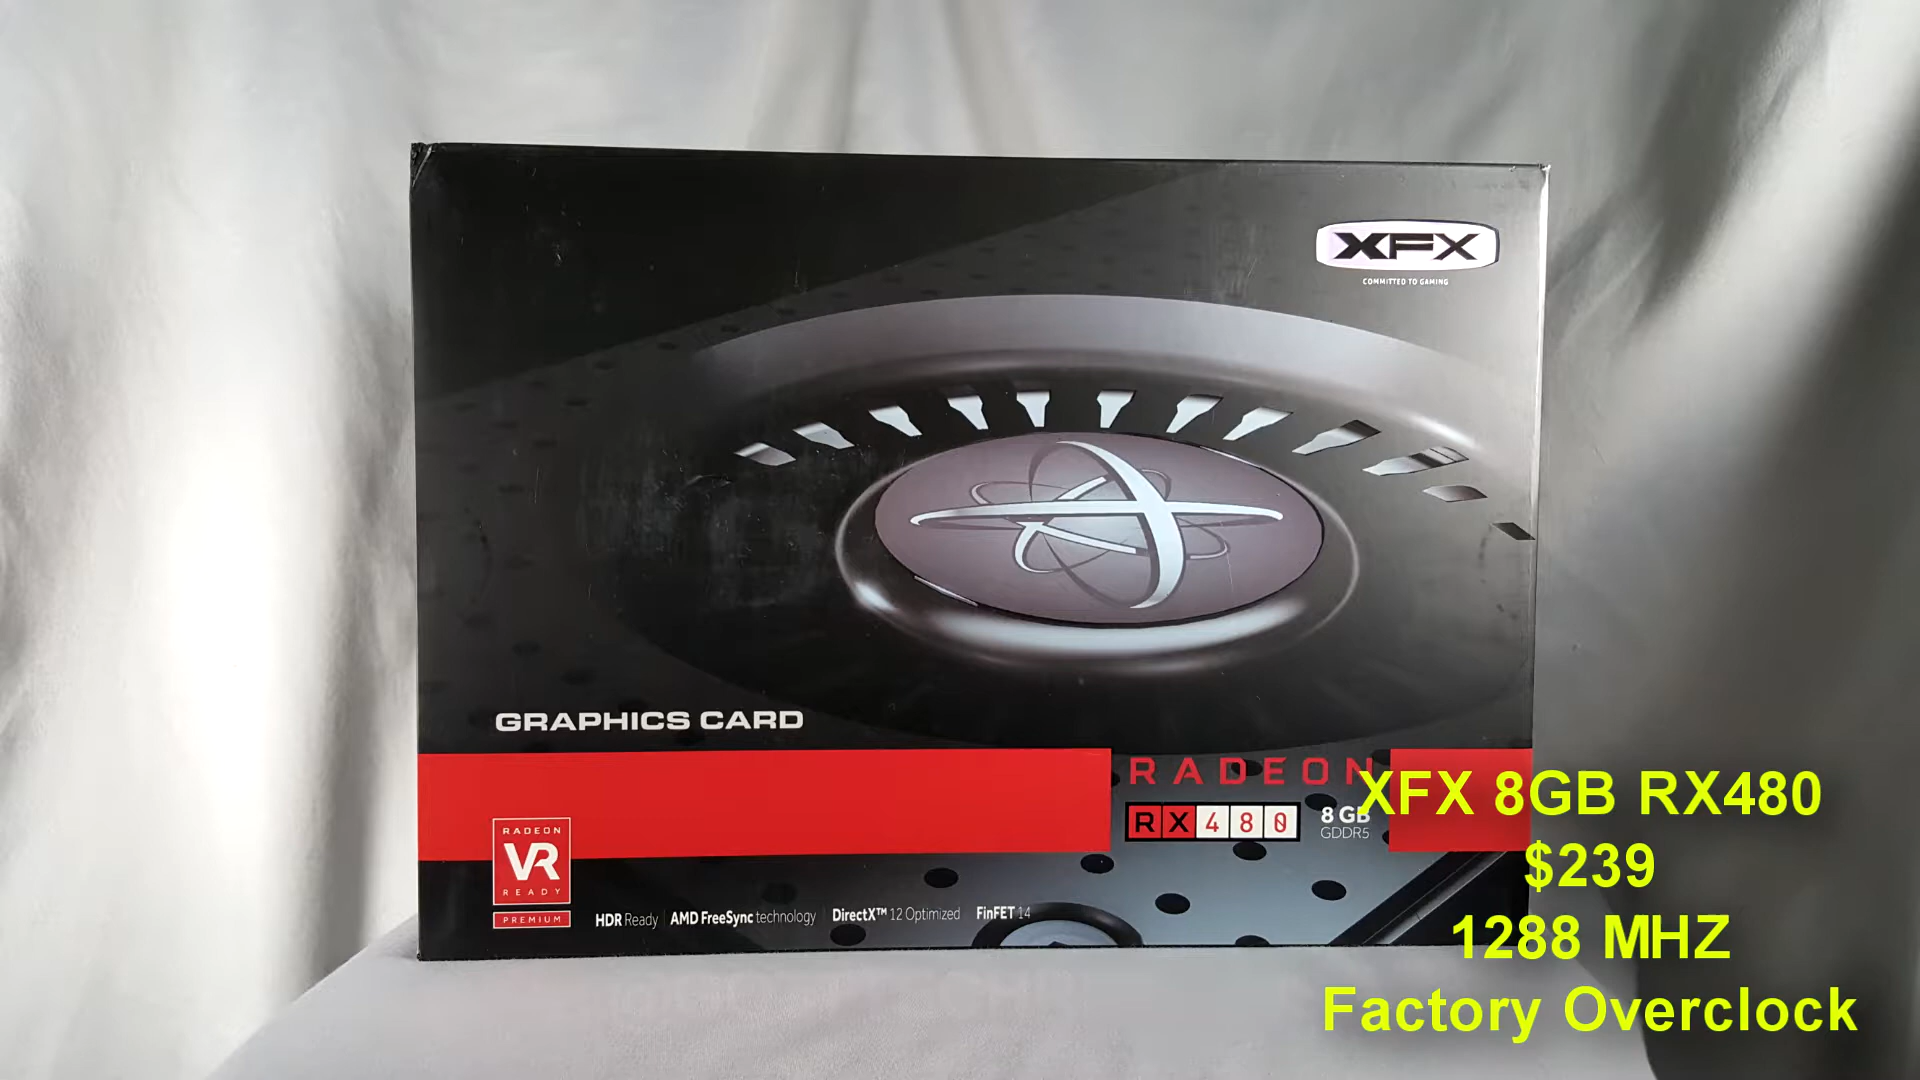 XFX
COMMITTED TO GAMING
GRAPHICS CARD
RADEON
RX 480
8 GB
GDDR5
RADEON
VR
READY
PREMIUM
HDR Ready | AMD FreeSync technology | DirectX™ 12 Optimized | FinFET 14
XFX 8GB RX480
$239
1288 MHZ
Factory Overclock